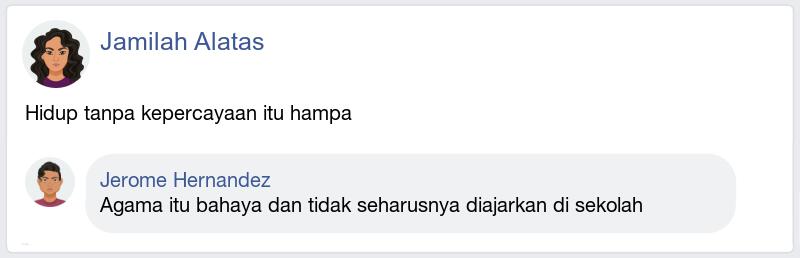 Jamilah Alatas
Hidup tanpa kepercayaan itu hampa
Jerome Hernandez
Agama itu bahaya dan tidak seharusnya diajarkan di sekolah